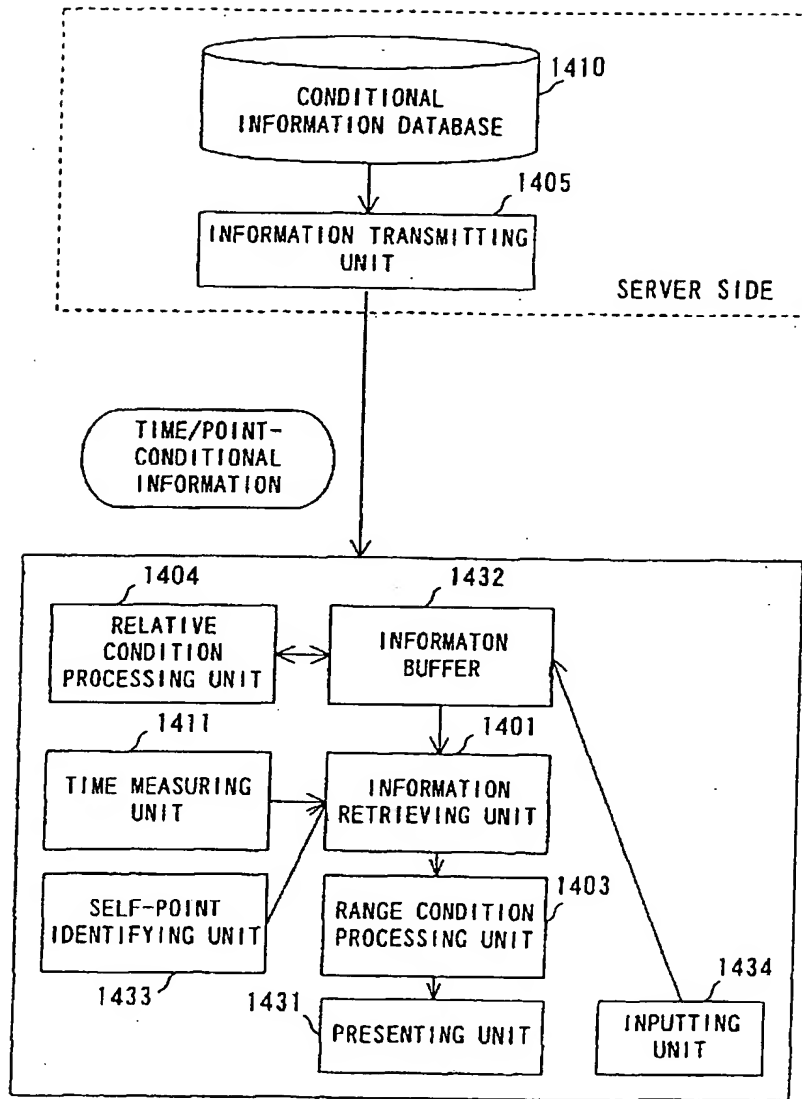 1410
CONDITIONAL
INFORMATION DATABASE
1405
INFORMATION TRANSMITTING
UNIT
SERVER SIDE
TIME/POINT-
CONDITIONAL
INFORMATION
1404
RELATIVE
CONDITION
PROCESSING UNIT
1432
INFORMATON
BUFFER
1411
TIME MEASURING
UNIT
1401
INFORMATION
RETRIEVING UNIT
SELF-POINT
IDENTIFYING UNIT
1433
1403
RANGE CONDITION
PROCESSING UNIT
1431
PRESENTING UNIT
1434
INPUTTING
UNIT